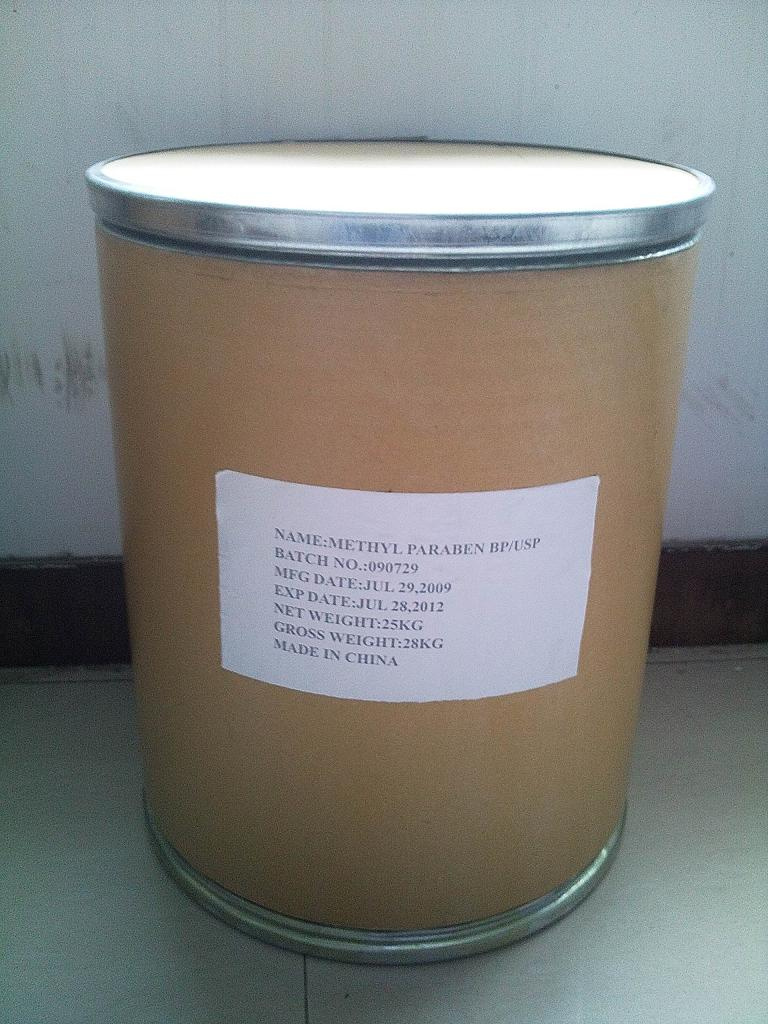 NAME:METHYL PARABEN BP/USP
BATCH NO.:090729
MFG DATE:JUL 29,2009
EXP DATE:JUL 28,2012
NET WEIGHT:25KG
GROSS WEIGHT:28KG
MADE IN CHINA